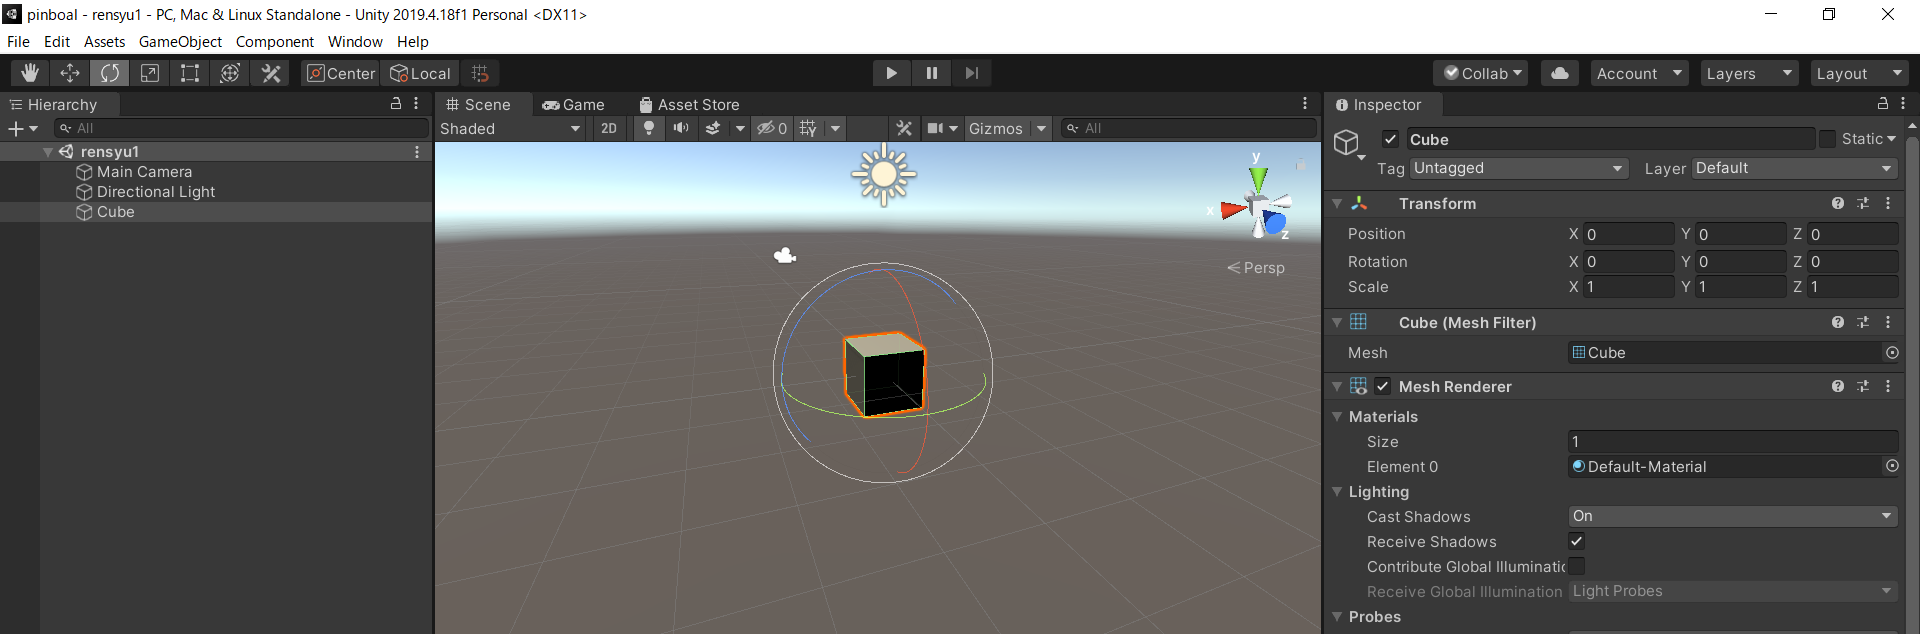 pinboal - rensyu1 - PC, Mac & Linux Standalone - Unity 2019.4.18f1 Personal <DX11>
File Edit Assets GameObject Component Window Help
Center Local Collab Account Layers Layout
Hierarchy
All
rensyu1
Main Camera
Directional Light
Cube
Scene Game Asset Store
Shaded 2D 0 Gizmos All
y
x
z
Persp
Inspector
Cube Static
Tag Untagged Layer Default
Transform
Position X 0 Y 0 Z 0
Rotation X 0 Y 0 Z 0
Scale X 1 Y 1 Z 1
Cube (Mesh Filter)
Mesh Cube
Mesh Renderer
Materials
Size 1
Element 0 Default-Material
Lighting
Cast Shadows On
Receive Shadows
Contribute Global Illuminatic
Receive Global Illumination Light Probes
Probes